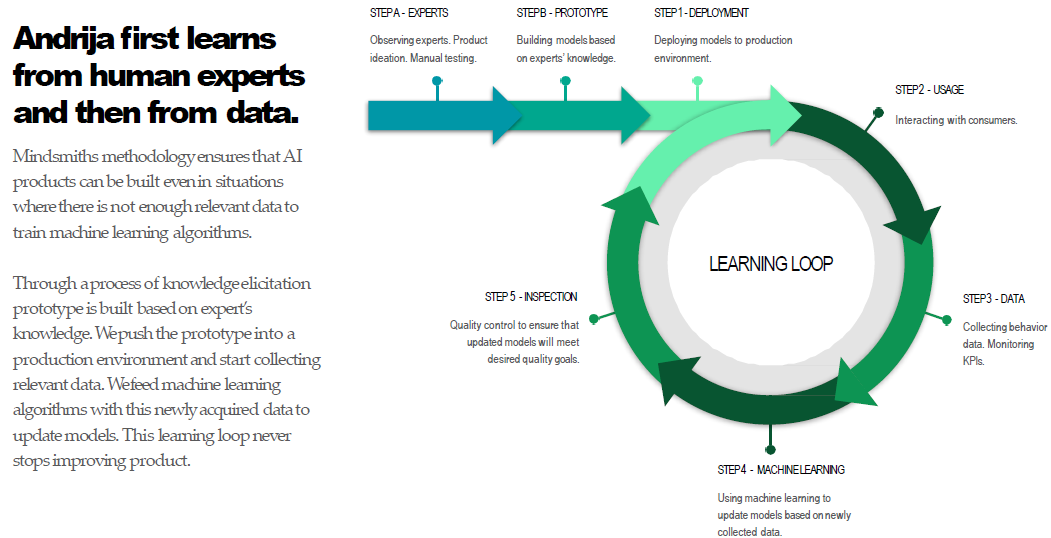 Andrija first learns
from human experts
and then from data.
Mindsmiths methodology ensures that AI
products can be built even in situations
where there is not enough relevant data to
train machine learning algorithms.
Through a process of knowledge elicitation
prototype is built based on expert's
knowledge. We push the prototype into a
production environment and start collecting
relevant data. We feed machine learning
algorithms with this newly acquired data to
update models. This learning loop never
stops improving product.
STEP A - EXPERTS
Observing experts. Product
ideation. Manual testing.
STEP B - PROTOTYPE
Building models based
on experts' knowledge.
STEP 1 - DEPLOYMENT
Deploying models to production
environment.
STEP 2 - USAGE
Interacting with consumers.
LEARNING LOOP
STEP 3 - DATA
Collecting behavior
data. Monitoring
KPIs.
STEP 4 - MACHINE LEARNING
Using machine learning to
update models based on newly
collected data.
STEP 5 - INSPECTION
Quality control to ensure that
updated models will meet
desired quality goals.